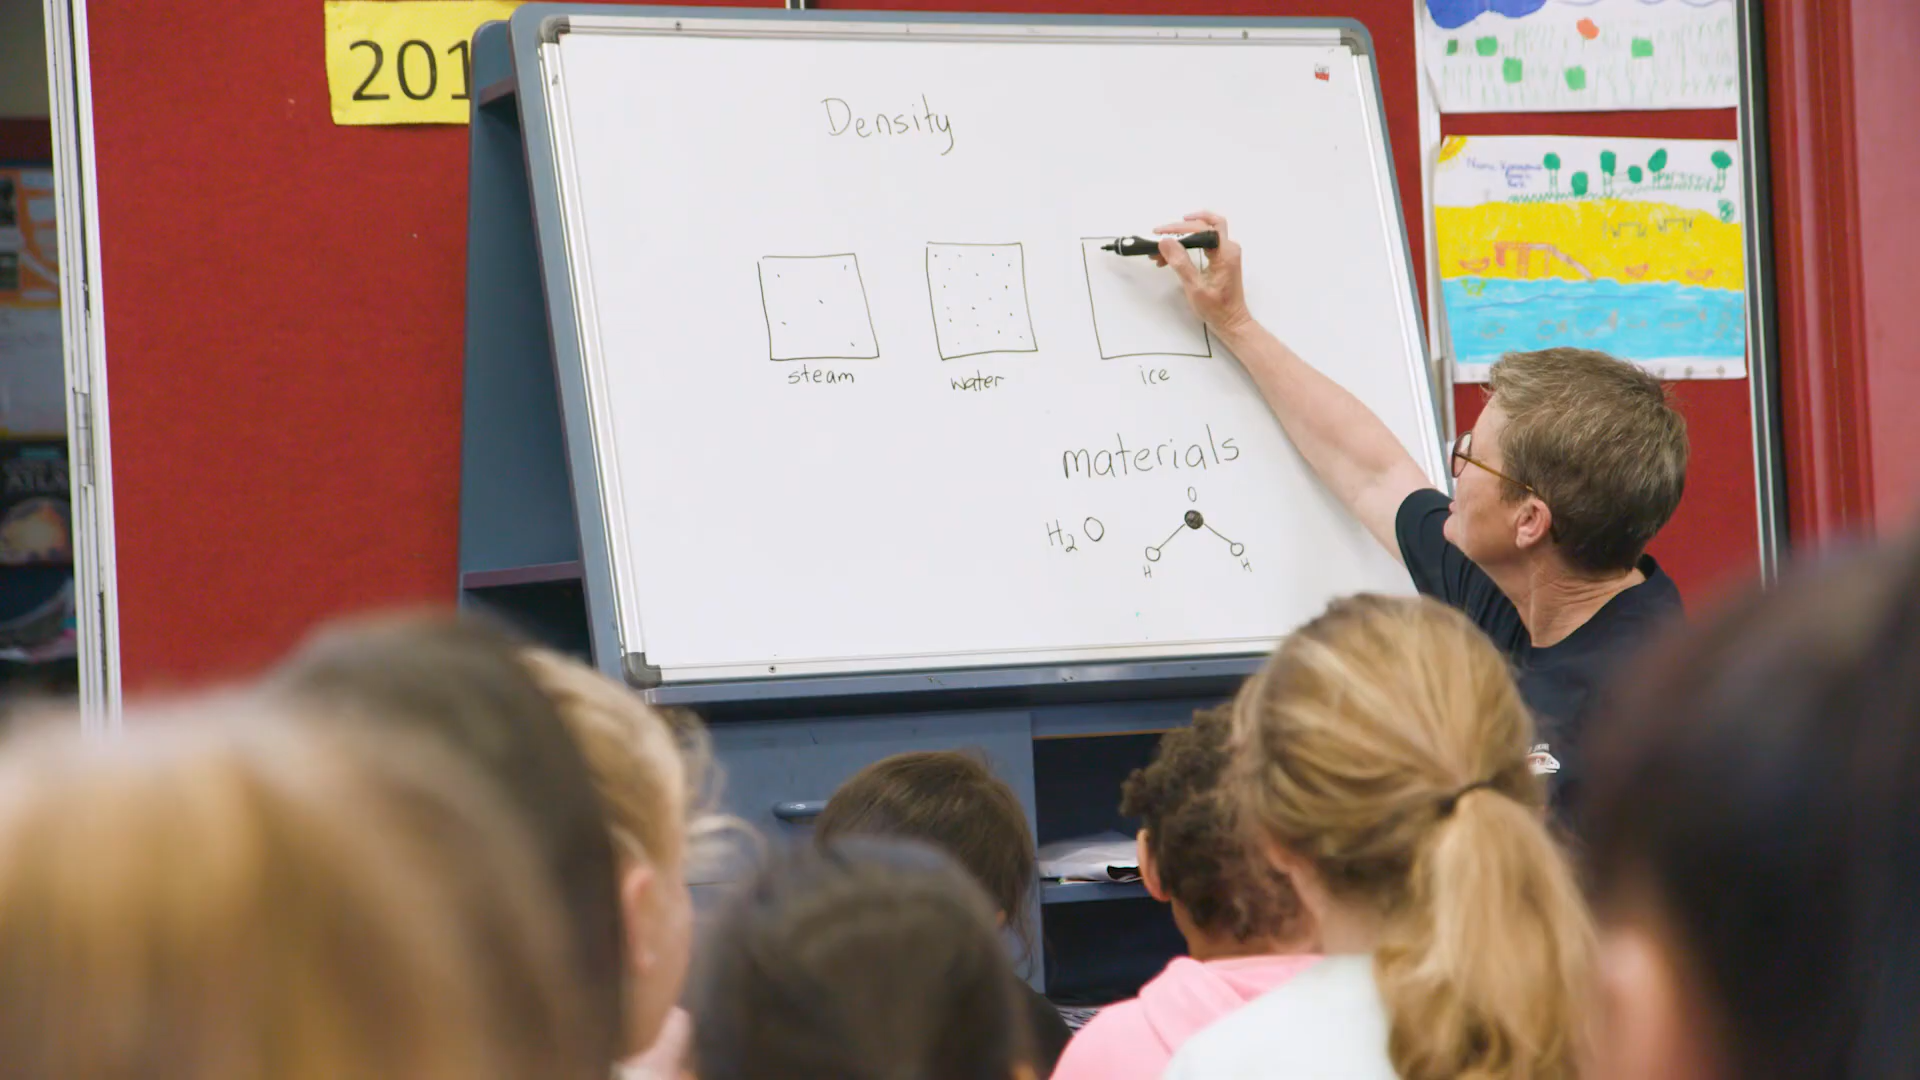 201
Density
steam water ice
materials
O
H₂O
H H